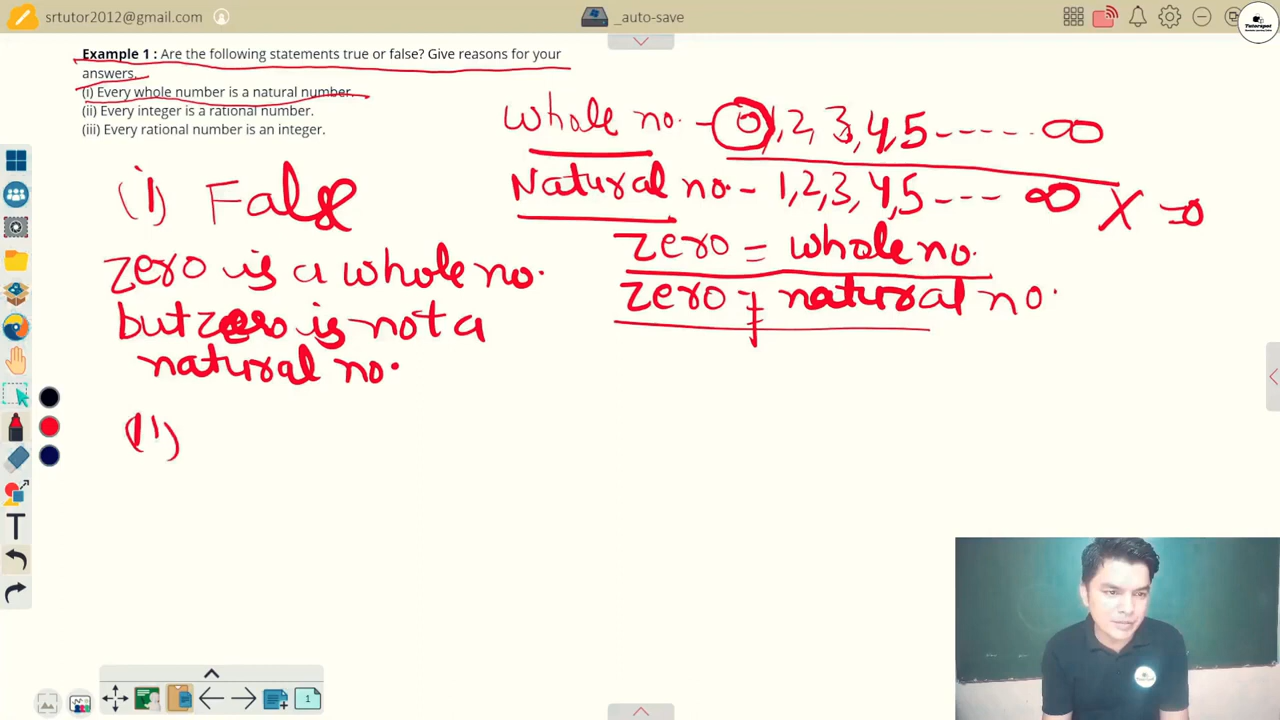 srtutor2012@gmail.com
_auto-save
Tutorspot
Example 1 : Are the following statements true or false? Give reasons for your
answers.
(i) Every whole number is a natural number.
(ii) Every integer is a rational number.
(iii) Every rational number is an integer.
whole no. - 0, 1, 2, 3, 4, 5 ------ ∞
Natural no. - 1, 2, 3, 4, 5 --- ∞ X 0
zero = whole no.
zero ≠ natural no.
(i) False
zero is a whole no.
but zero is not a
natural no.
(ii)
T
1